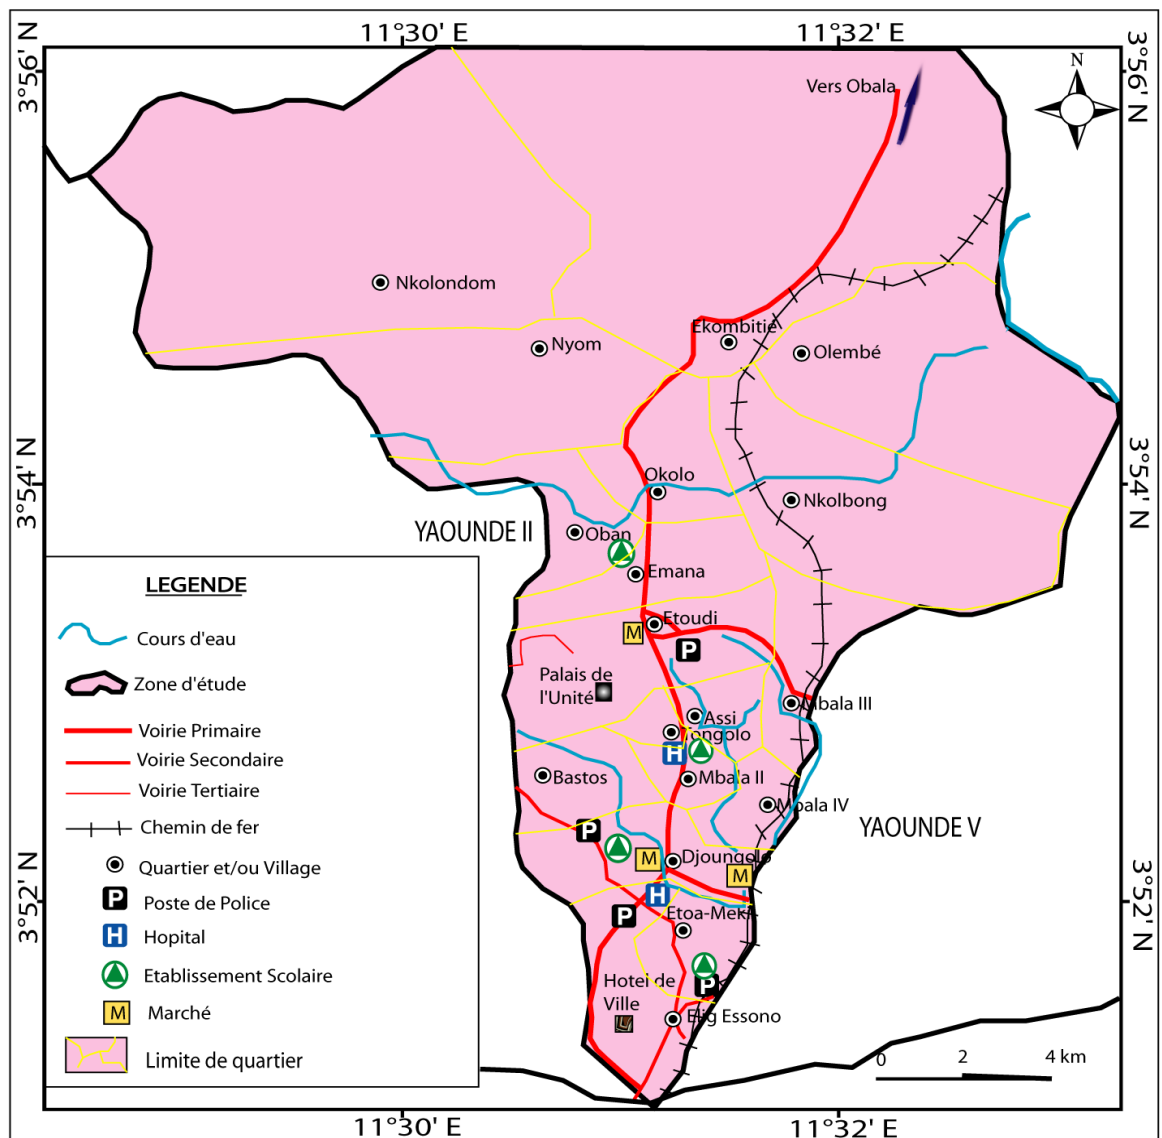 11°30' E
11°32' E
3°56' N
3°56' N
N
Vers Obala
Nkolondom
Ekombitié
Nyom
Olembé
3°54' N
3°54' N
Okolo
Nkolbong
YAOUNDE II
Oban
Emana
Etoudi
M
P
Palais de
l'Unité
Mbala III
Assi
H
Mbala II
Bastos
Mbala IV
YAOUNDE V
P
M
Djoungolo
M
3°52' N
3°52' N
H
P
Etoa-Meki
Hotel de
Ville
P
Elig Essono
LEGENDE
Cours d'eau
Zone d'étude
Voirie Primaire
Voirie Secondaire
Voirie Tertiaire
Chemin de fer
Quartier et/ou Village
P
Poste de Police
H
Hopital
Etablissement Scolaire
M
Marché
Limite de quartier
0
2
4 km
11°30' E
11°32' E